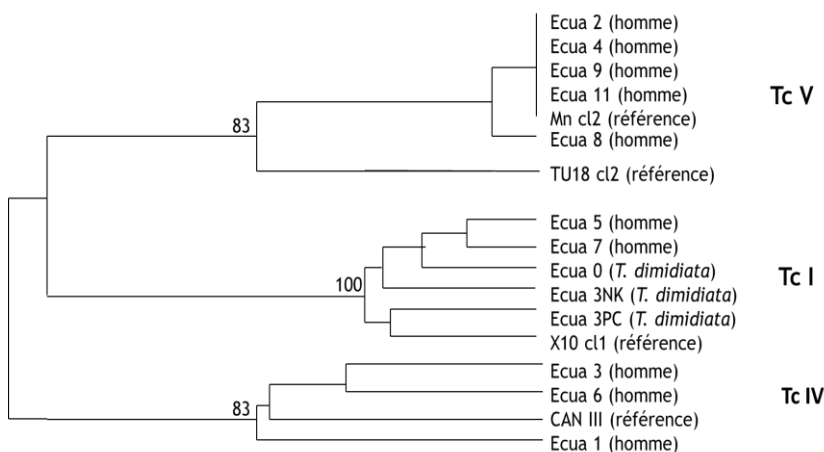 Ecua 2 (homme)
Ecua 4 (homme)
Ecua 9 (homme)
Ecua 11 (homme)
Tc V
Mn cl2 (référence)
83
Ecua 8 (homme)
TU18 cl2 (référence)
Ecua 5 (homme)
Ecua 7 (homme)
Ecua 0 (T. dimidiata)
Tc I
100
Ecua 3NK (T. dimidiata)
Ecua 3PC (T. dimidiata)
X10 cl1 (référence)
Ecua 3 (homme)
Ecua 6 (homme)
Tc IV
83
CAN III (référence)
Ecua 1 (homme)